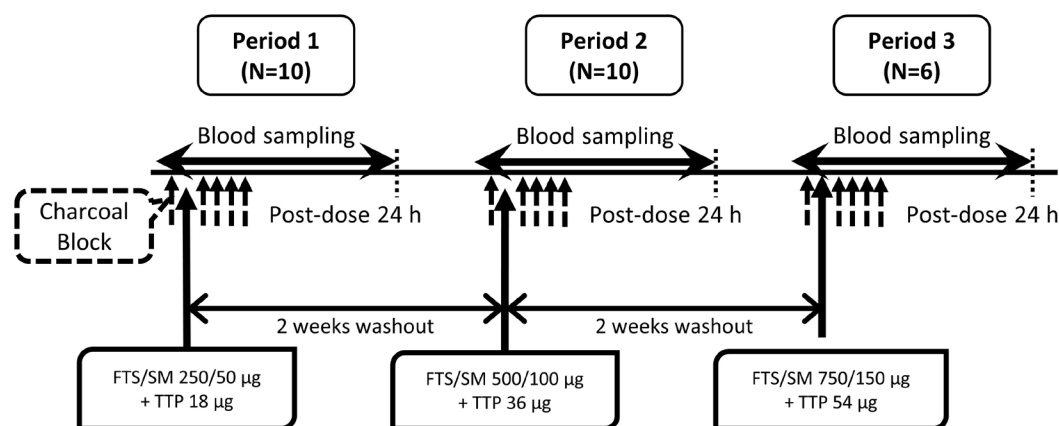 Period 1
(N=10)
Period 2
(N=10)
Period 3
(N=6)
Blood sampling
Blood sampling
Blood sampling
Charcoal
Block
Post-dose 24 h
Post-dose 24 h
Post-dose 24 h
2 weeks washout
2 weeks washout
FTS/SM 250/50 µg
+ TTP 18 µg
FTS/SM 500/100 µg
+ TTP 36 µg
FTS/SM 750/150 µg
+ TTP 54 µg